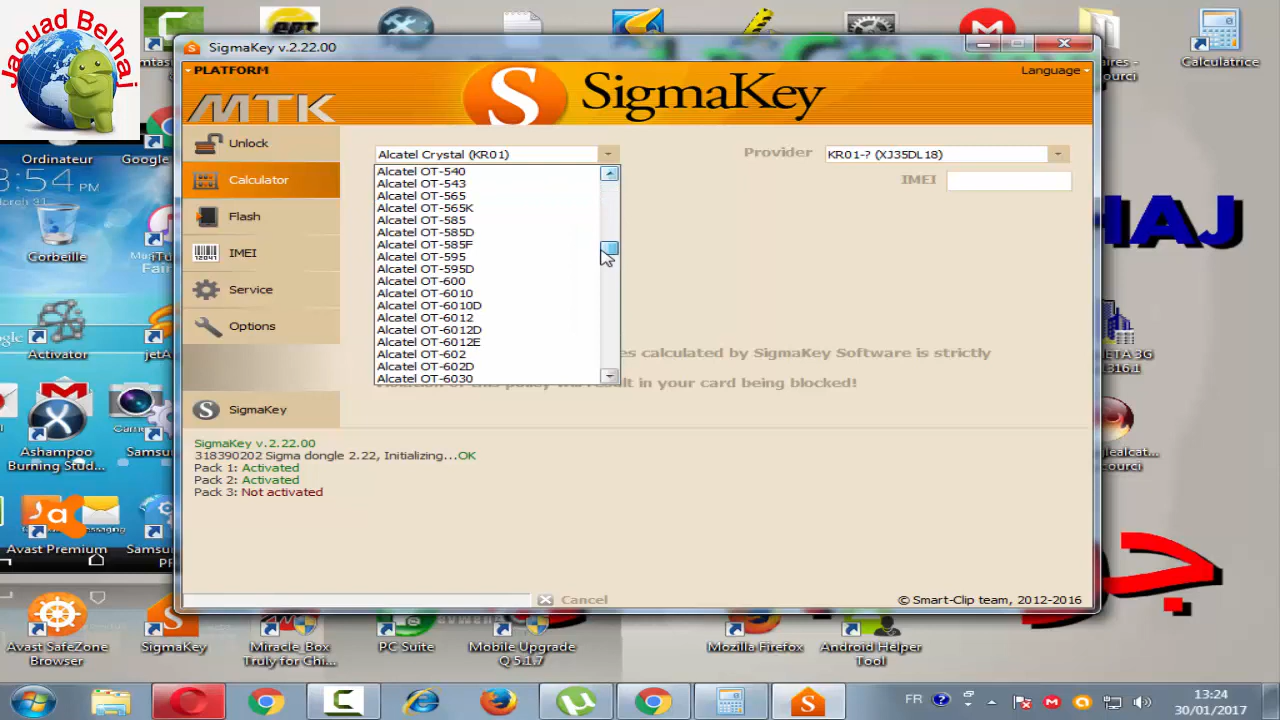 Jaouad Belhaj
SigmaKey v.2.22.00
PLATFORM
Language
MTK
S
SigmaKey
Unlock
Calculator
Flash
IMEI
Service
Options
SigmaKey
Alcatel Crystal (KR01)
Provider
KR01-? (XJ35DL18)
IMEI
Alcatel OT-540
Alcatel OT-543
Alcatel OT-565
Alcatel OT-565K
Alcatel OT-585
Alcatel OT-585D
Alcatel OT-585F
Alcatel OT-595
Alcatel OT-595D
Alcatel OT-600
Alcatel OT-6010
Alcatel OT-6010D
Alcatel OT-6012
Alcatel OT-6012D
Alcatel OT-6012E
Alcatel OT-602
Alcatel OT-602D
Alcatel OT-6030
es calculated by SigmaKey Software is strictly
in your card being blocked!
SigmaKey v.2.22.00
318390202 Sigma dongle 2.22, Initializing...OK
Pack 1: Activated
Pack 2: Activated
Pack 3: Not activated
Cancel
© Smart-Clip team, 2012-2016
Ordinateur
Google
:54 PM
March 31
Corbeille
Activator
jetA
Ashampoo
Burning Stud...
Avast Premium
Samsu
Avast SafeZone
Browser
SigmaKey
Miracle_Box
Truly for Chi...
PC Suite
Mobile Upgrade
Q 5.1.7
Mozilla Firefox
Android Helper
Tool
Calculatrice
HAJ
FR
13:24
30/01/2017